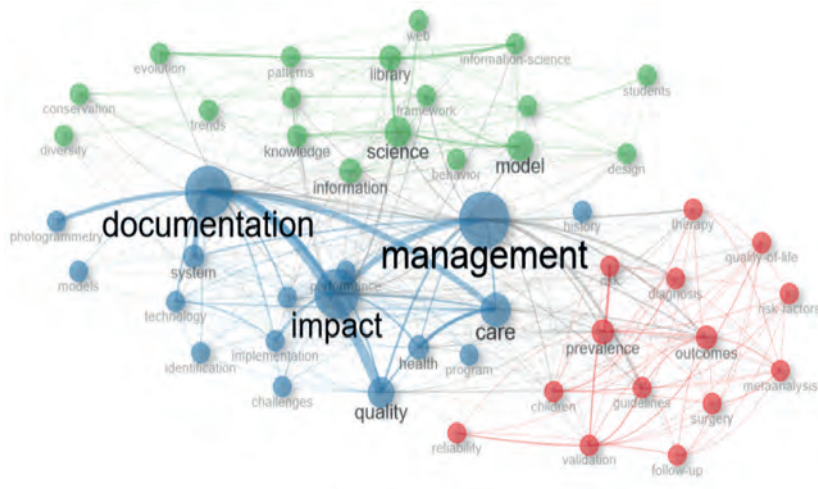 web
evolution
patterns
library
information-science
students
conservation
trends
framework
diversity
knowledge
science
behavior
model
design
information
documentation
management
history
therapy
photogrammetry
quality-of-life
models
system
performance
risk
diagnosis
risk-factors
technology
impact
care
prevalence
outcomes
identification
implementation
health
program
metaanalysis
challenges
quality
children
guidelines
surgery
reliability
validation
follow-up